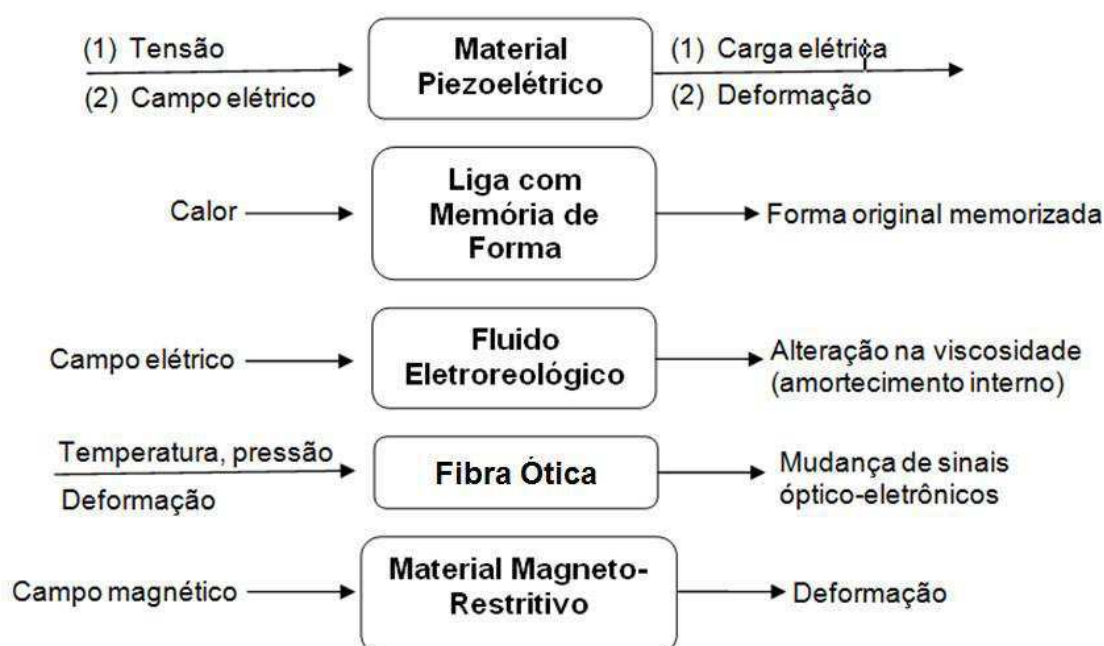 (1) Tensão
(2) Campo elétrico
Material
Piezoelétrico
(1) Carga elétrica
(2) Deformação
Calor
Liga com
Memória de
Forma
Forma original memorizada
Campo elétrico
Fluido
Eletroreológico
Alteração na viscosidade
(amortecimento interno)
Temperatura, pressão
Deformação
Fibra Ótica
Mudança de sinais
óptico-eletrônicos
Campo magnético
Material Magneto-
Restritivo
Deformação